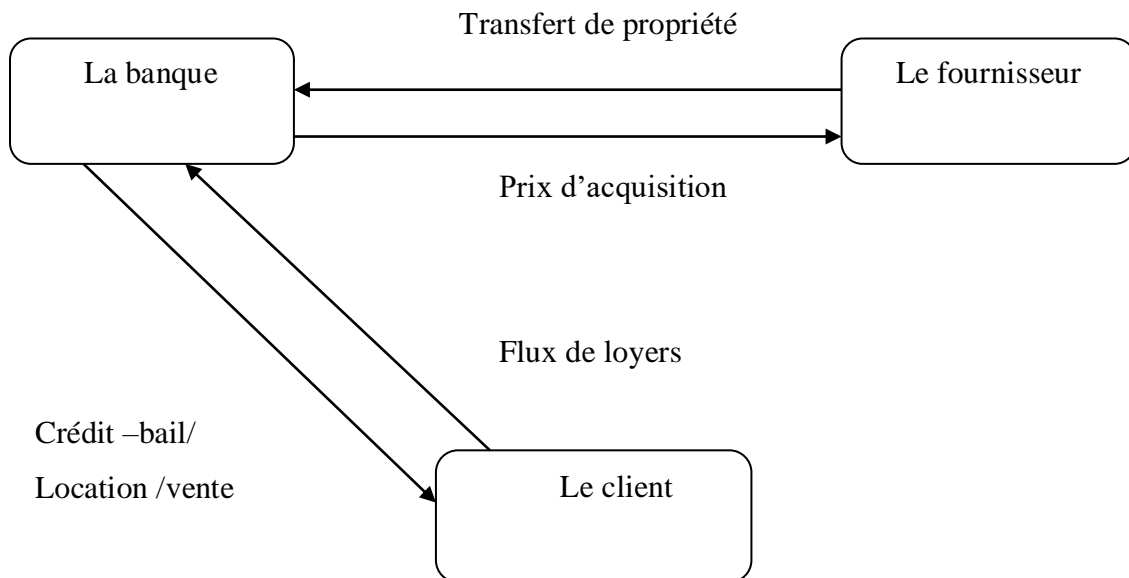 Transfert de propriété
La banque
Le fournisseur
Prix d’acquisition
Flux de loyers
Crédit –bail/
Location /vente
Le client